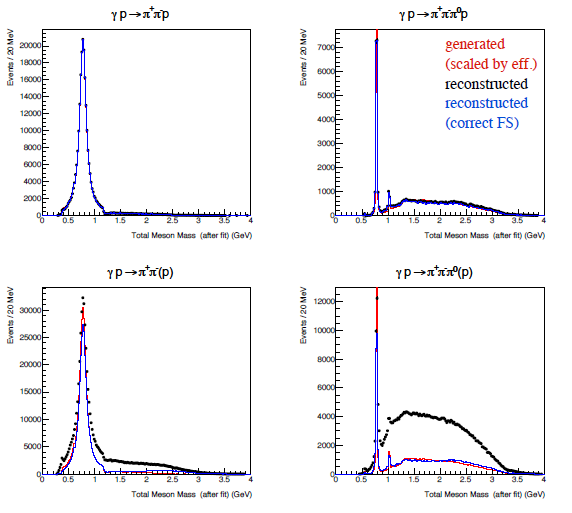 γ p → π⁺π⁻p
Events / 20 MeV
20000
18000
16000
14000
12000
10000
8000
6000
4000
2000
0
0 0.5 1 1.5 2 2.5 3 3.5 4
Total Meson Mass (after fit) (GeV)
γ p → π⁺π⁻π⁰p
generated
(scaled by eff.)
reconstructed
reconstructed
(correct FS)
Events / 20 MeV
7000
6000
5000
4000
3000
2000
1000
0
0 0.5 1 1.5 2 2.5 3 3.5 4
Total Meson Mass (after fit) (GeV)
γ p → π⁺π⁻(p)
Events / 20 MeV
30000
25000
20000
15000
10000
5000
0
0 0.5 1 1.5 2 2.5 3 3.5 4
Total Meson Mass (after fit) (GeV)
γ p → π⁺π⁻π⁰(p)
Events / 20 MeV
12000
10000
8000
6000
4000
2000
0
0 0.5 1 1.5 2 2.5 3 3.5 4
Total Meson Mass (after fit) (GeV)